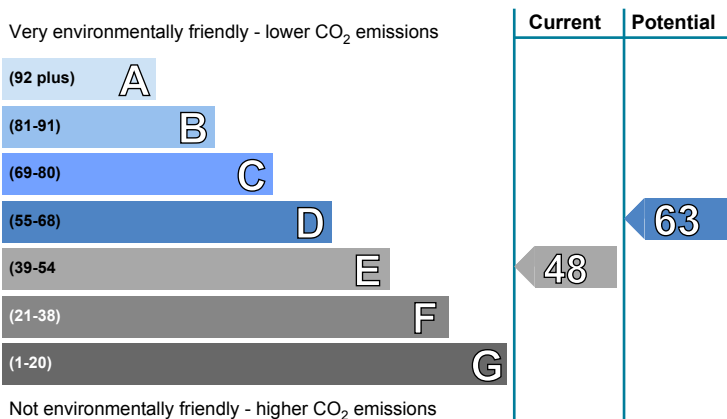 Very environmentally friendly - lower CO2 emissions
Current
Potential
(92 plus) A
(81-91) B
(69-80) C
(55-68) D
63
(39-54 E
48
(21-38) F
(1-20) G
Not environmentally friendly - higher CO2 emissions